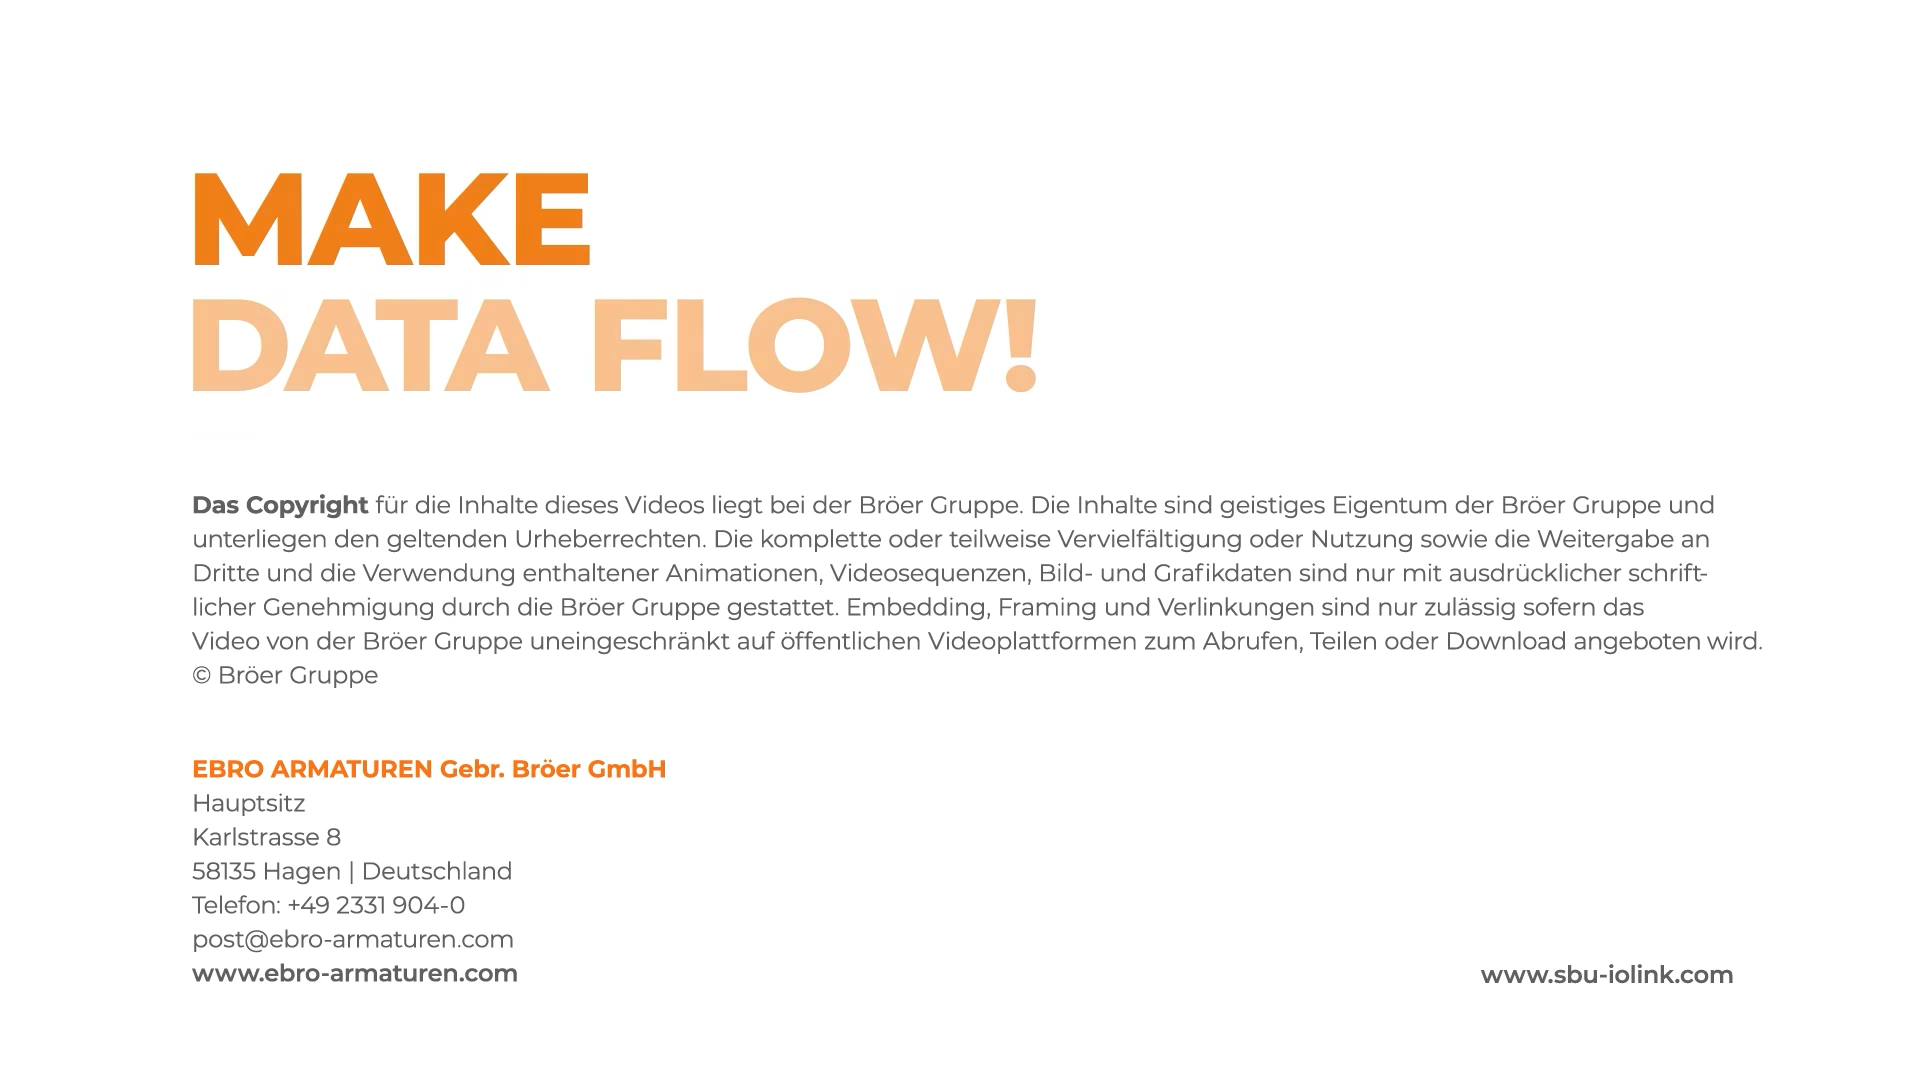 MAKE
DATA FLOW!
Das Copyright für die Inhalte dieses Videos liegt bei der Bröer Gruppe. Die Inhalte sind geistiges Eigentum der Bröer Gruppe und
unterliegen den geltenden Urheberrechten. Die komplette oder teilweise Vervielfältigung oder Nutzung sowie die Weitergabe an
Dritte und die Verwendung enthaltener Animationen, Videosequenzen, Bild- und Grafikdaten sind nur mit ausdrücklicher schrift-
licher Genehmigung durch die Bröer Gruppe gestattet. Embedding, Framing und Verlinkungen sind nur zulässig sofern das
Video von der Bröer Gruppe uneingeschränkt auf öffentlichen Videoplattformen zum Abrufen, Teilen oder Download angeboten wird.
© Bröer Gruppe
EBRO ARMATUREN Gebr. Bröer GmbH
Hauptsitz
Karlstrasse 8
58135 Hagen | Deutschland
Telefon: +49 2331 904-0
post@ebro-armaturen.com
www.ebro-armaturen.com
www.sbu-iolink.com